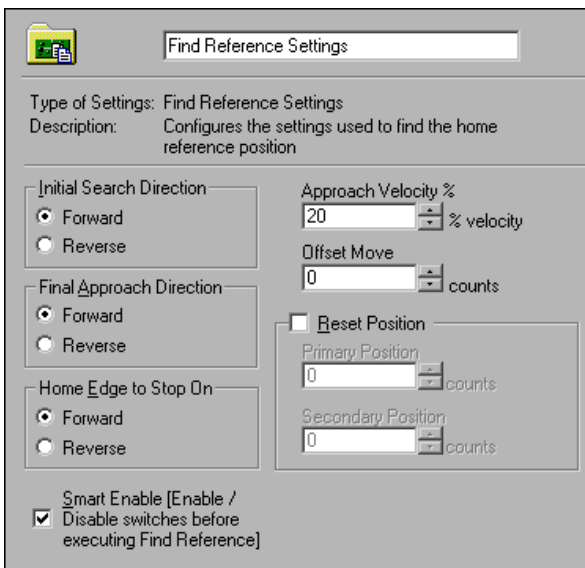 Find Reference Settings
Type of Settings: Find Reference Settings
Description: Configures the settings used to find the home
reference position
Initial Search Direction
Forward
Reverse
Final Approach Direction
Forward
Reverse
Home Edge to Stop On
Forward
Reverse
Smart Enable [Enable /
Disable switches before
executing Find Reference]
Approach Velocity %
20 % velocity
Offset Move
0 counts
Reset Position
Primary Position
0 counts
Secondary Position
0 counts